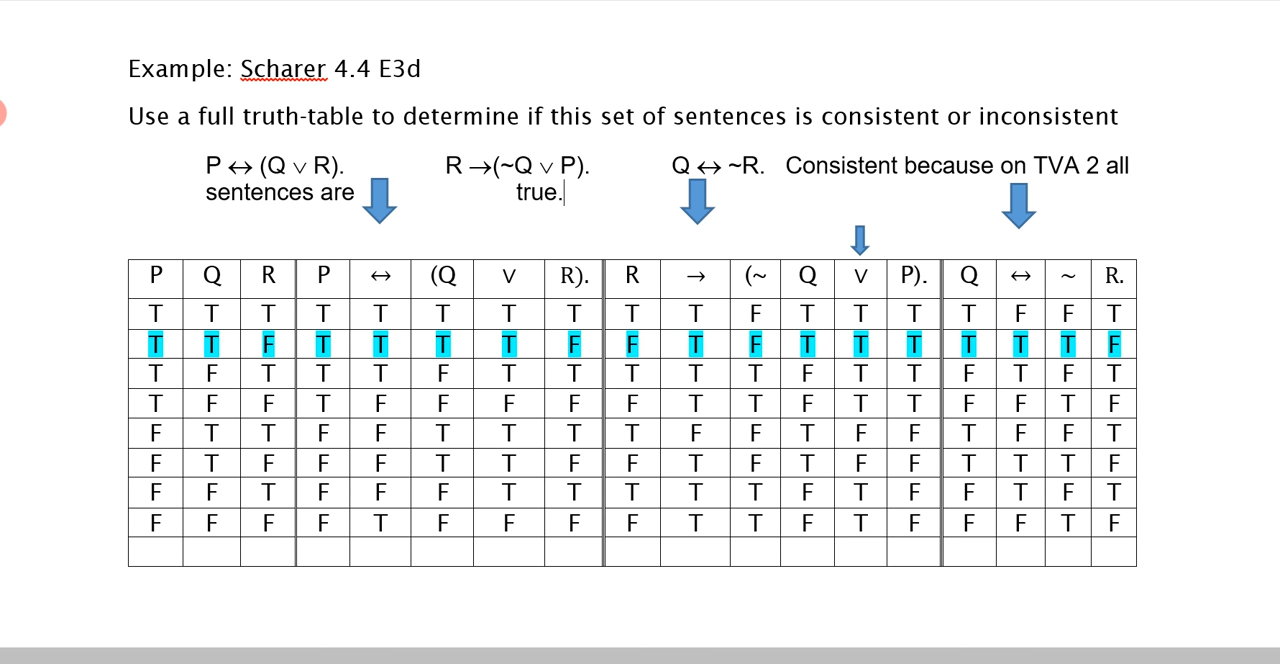 Example: Scharer 4.4 E3d
Use a full truth-table to determine if this set of sentences is consistent or inconsistent
P ↔ (Q ∨ R). R →(~Q ∨ P). Q ↔ ~R. Consistent because on TVA 2 all
sentences are true.
P Q R P ↔ (Q ∨ R). R → (~ Q ∨ P). Q ↔ ~ R.
T T T T T T T T T T F T T T T F F T
T T F T T T T F F T F T T T T T T F
T F T T T F T T T T T F T T F T F T
T F F T F F F F F T T F T T F F T F
F T T F F T T T T F F T F F T F F T
F T F F F T T F F T F T F F T T T F
F F T F F F T T T T T F T F F T F T
F F F F T F F F F T T F T F F F T F